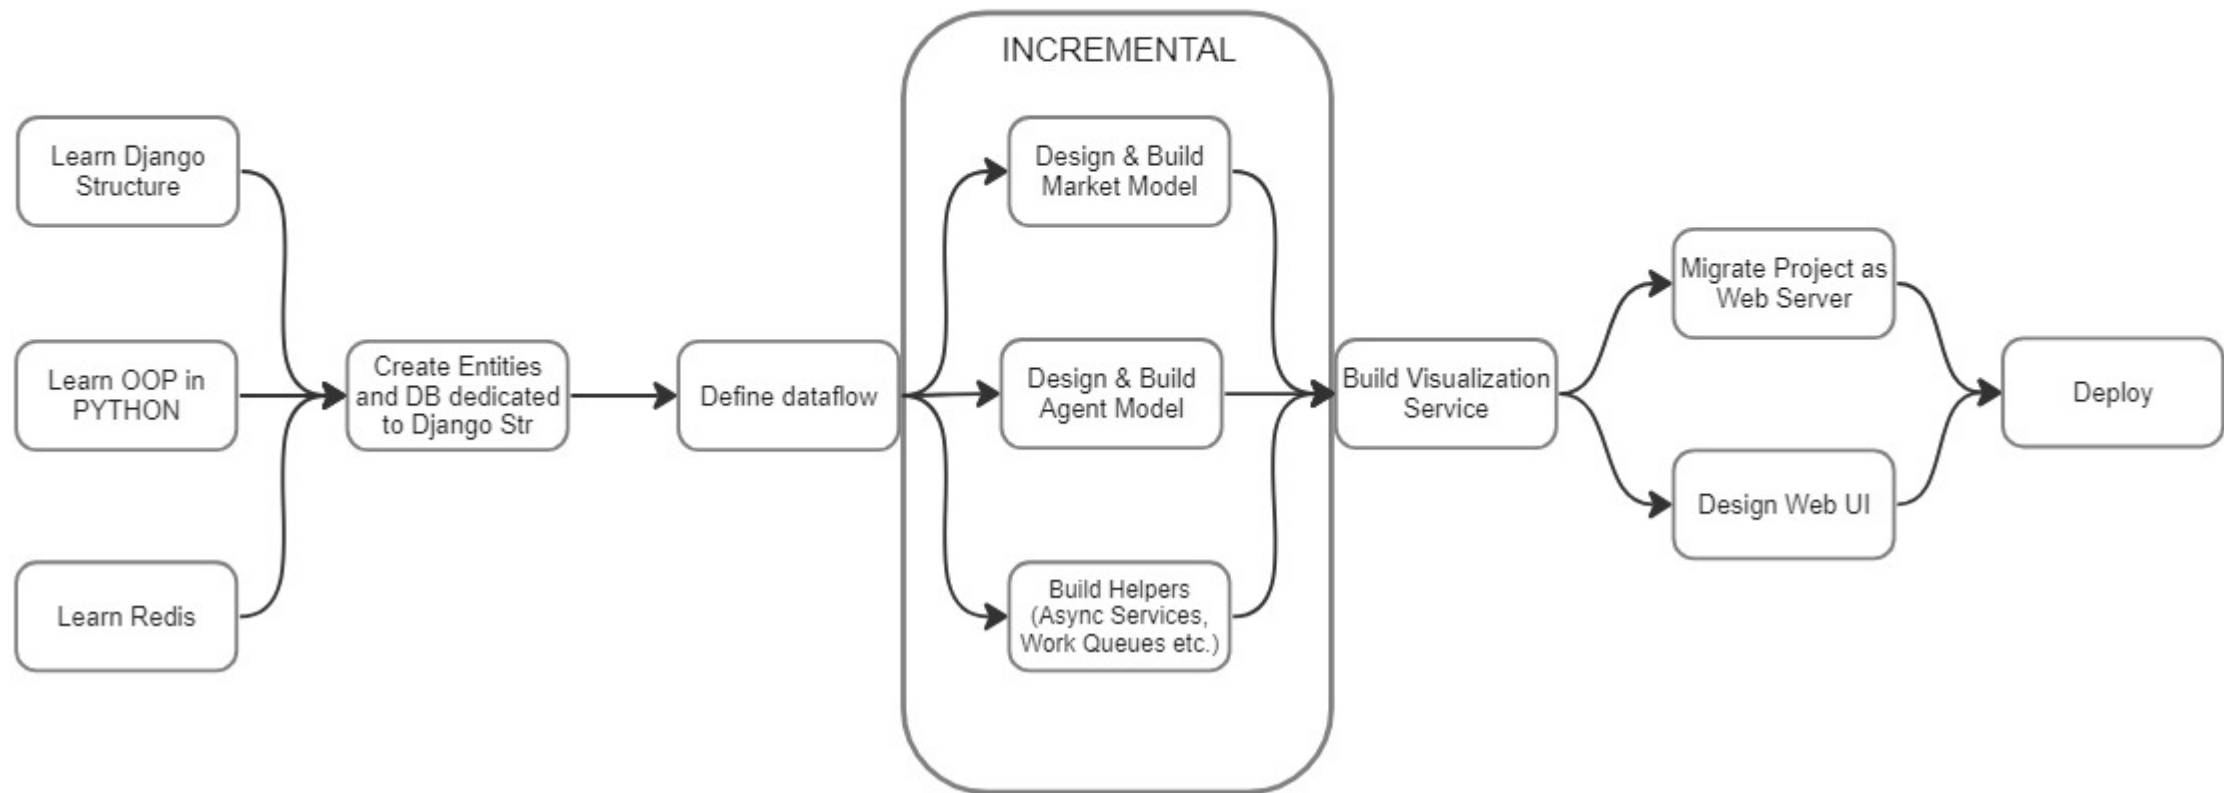 INCREMENTAL
Learn Django
Structure
Learn OOP in
PYTHON
Learn Redis
Create Entities
and DB dedicated
to Django Str
Define dataflow
Design & Build
Market Model
Design & Build
Agent Model
Build Helpers
(Async Services,
Work Queues etc.)
Build Visualization
Service
Migrate Project as
Web Server
Design Web UI
Deploy